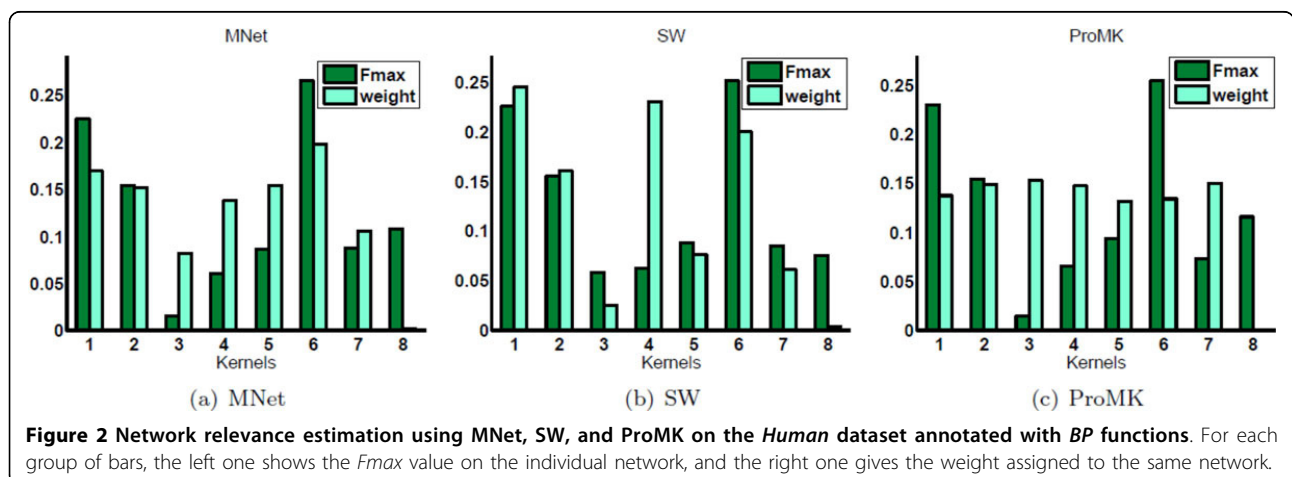 MNet
0.25
0.2
0.15
0.1
0.05
0
Fmax
weight
1 2 3 4 5 6 7 8
Kernels
(a) MNet
SW
0.25
0.2
0.15
0.1
0.05
0
Fmax
weight
1 2 3 4 5 6 7 8
Kernels
(b) SW
ProMK
0.25
0.2
0.15
0.1
0.05
0
Fmax
weight
1 2 3 4 5 6 7 8
Kernels
(c) ProMK
Figure 2 Network relevance estimation using MNet, SW, and ProMK on the Human dataset annotated with BP functions. For each
group of bars, the left one shows the Fmax value on the individual network, and the right one gives the weight assigned to the same network.